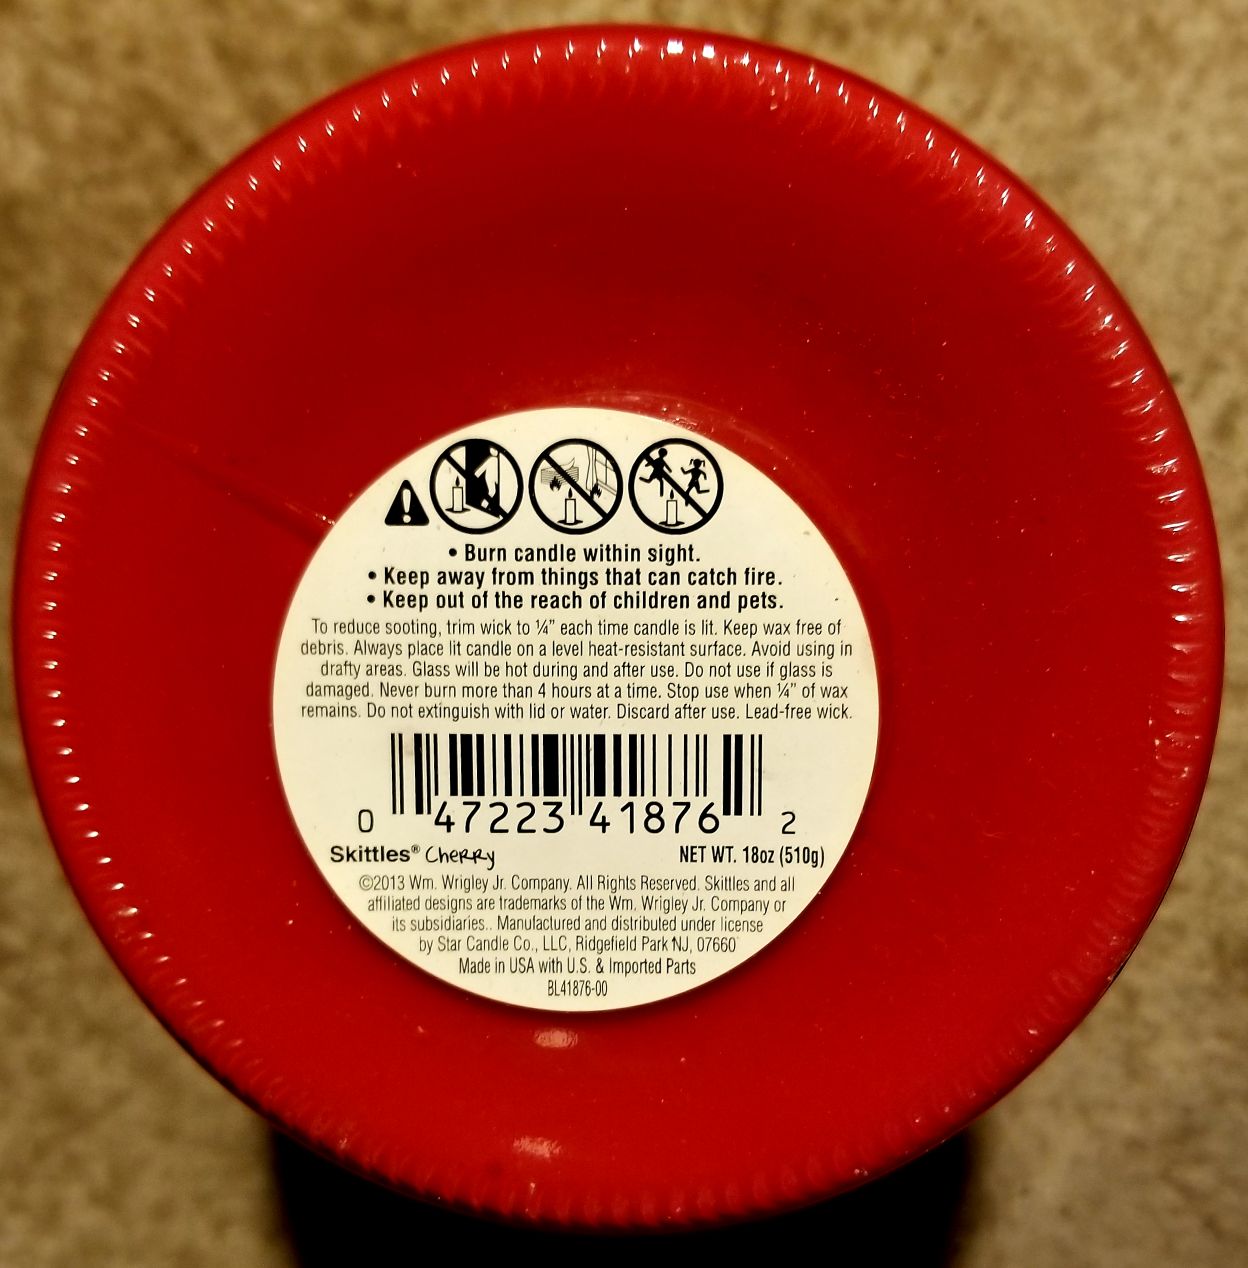 • Burn candle within sight.
• Keep away from things that can catch fire.
• Keep out of the reach of children and pets.
To reduce sooting, trim wick to ¼” each time candle is lit. Keep wax free of
debris. Always place lit candle on a level heat-resistant surface. Avoid using in
drafty areas. Glass will be hot during and after use. Do not use if glass is
damaged. Never burn more than 4 hours at a time. Stop use when ¼” of wax
remains. Do not extinguish with lid or water. Discard after use. Lead-free wick.
0 47223 41876 2
Skittles® Cherry NET WT. 18oz (510g)
©2013 Wm. Wrigley Jr. Company. All Rights Reserved. Skittles and all
affiliated designs are trademarks of the Wm. Wrigley Jr. Company or
its subsidiaries.. Manufactured and distributed under license
by Star Candle Co., LLC, Ridgefield Park NJ, 07660
Made in USA with U.S. & Imported Parts
BL41876-00